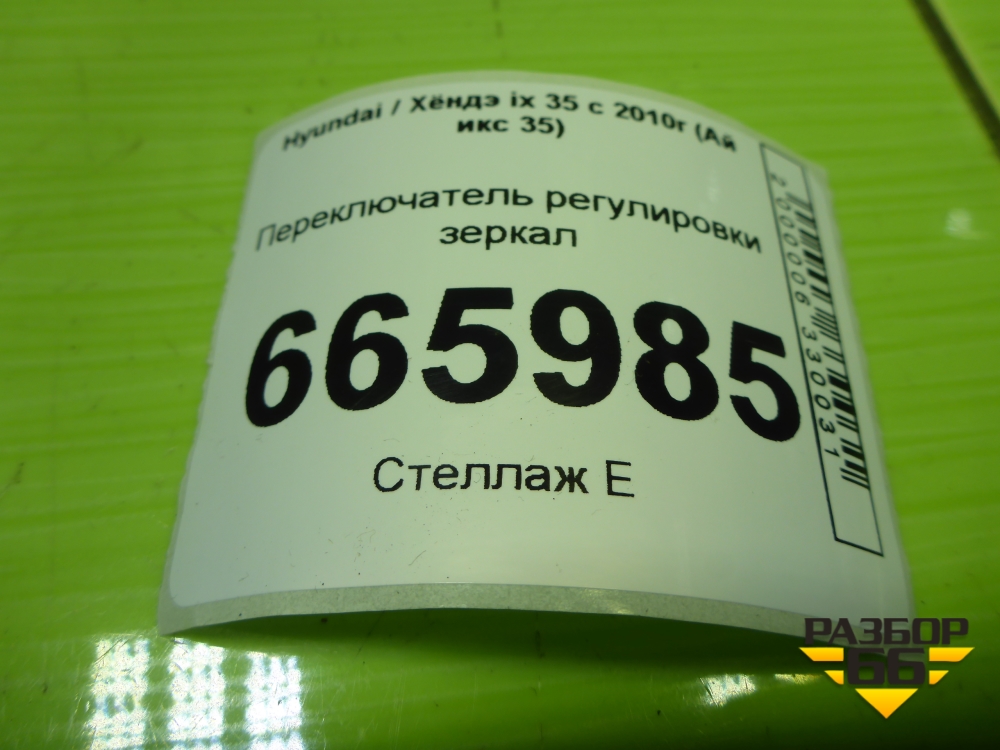 Hyundai / Хёндэ ix 35 с 2010г (Ай
икс 35)
Переключатель регулировки
зеркал
665985
Стеллаж Е
2000006330031
РАЗБОР
66